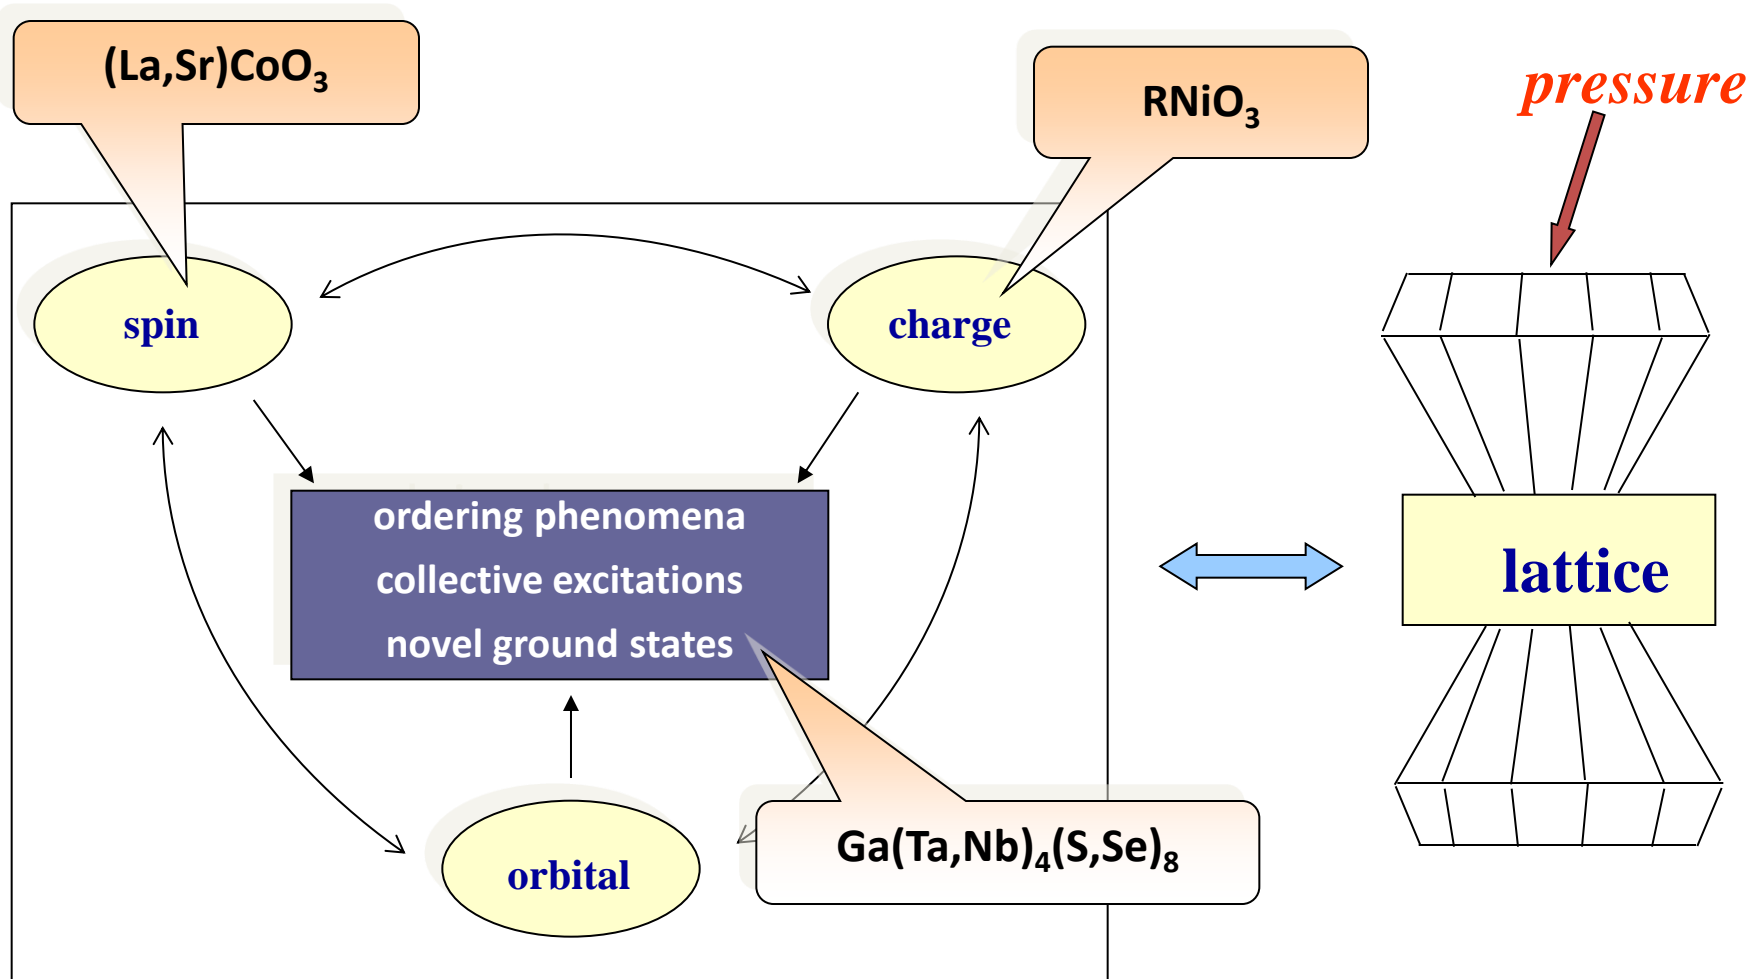 (La,Sr)CoO₃
RNiO₃
pressure
spin
charge
ordering phenomena
collective excitations
novel ground states
lattice
orbital
Ga(Ta,Nb)₄(S,Se)₈